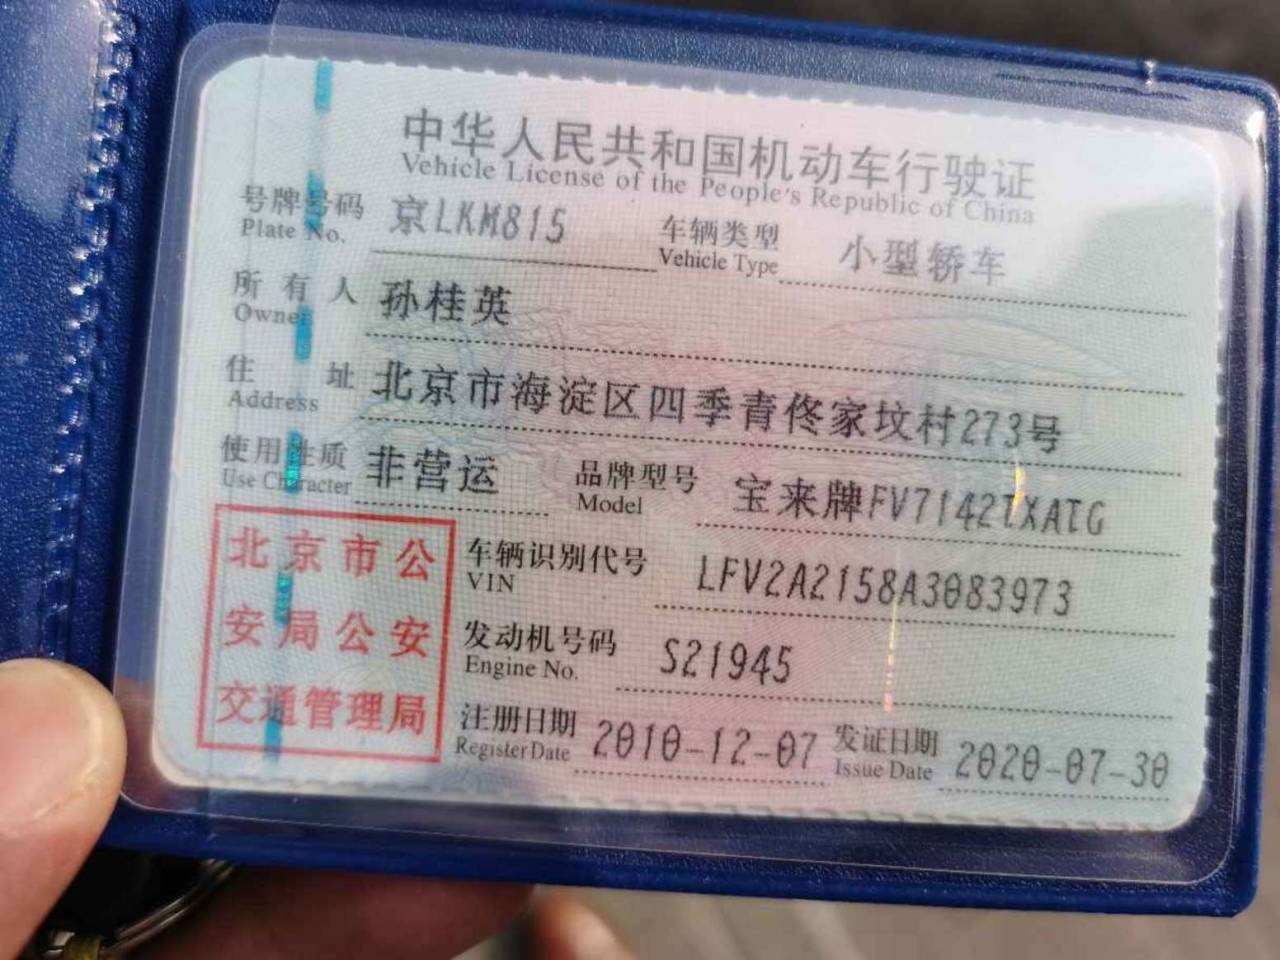 中华人民共和国机动车行驶证
Vehicle License of the People's Republic of China
号牌号码 京LKM815 车辆类型 小型轿车
Plate No. Vehicle Type
所有人 孙桂英
Owner
住址 北京市海淀区四季青佟家坟村273号
Address
使用性质 非营运 品牌型号 宝来牌FV7142TXATG
Use Character Model
北京市公
安局公安
交通管理局
车辆识别代号 LFV2A2158A3083973
VIN
发动机号码 S21945
Engine No.
注册日期 2010-12-07 发证日期 2020-07-30
Register Date Issue Date